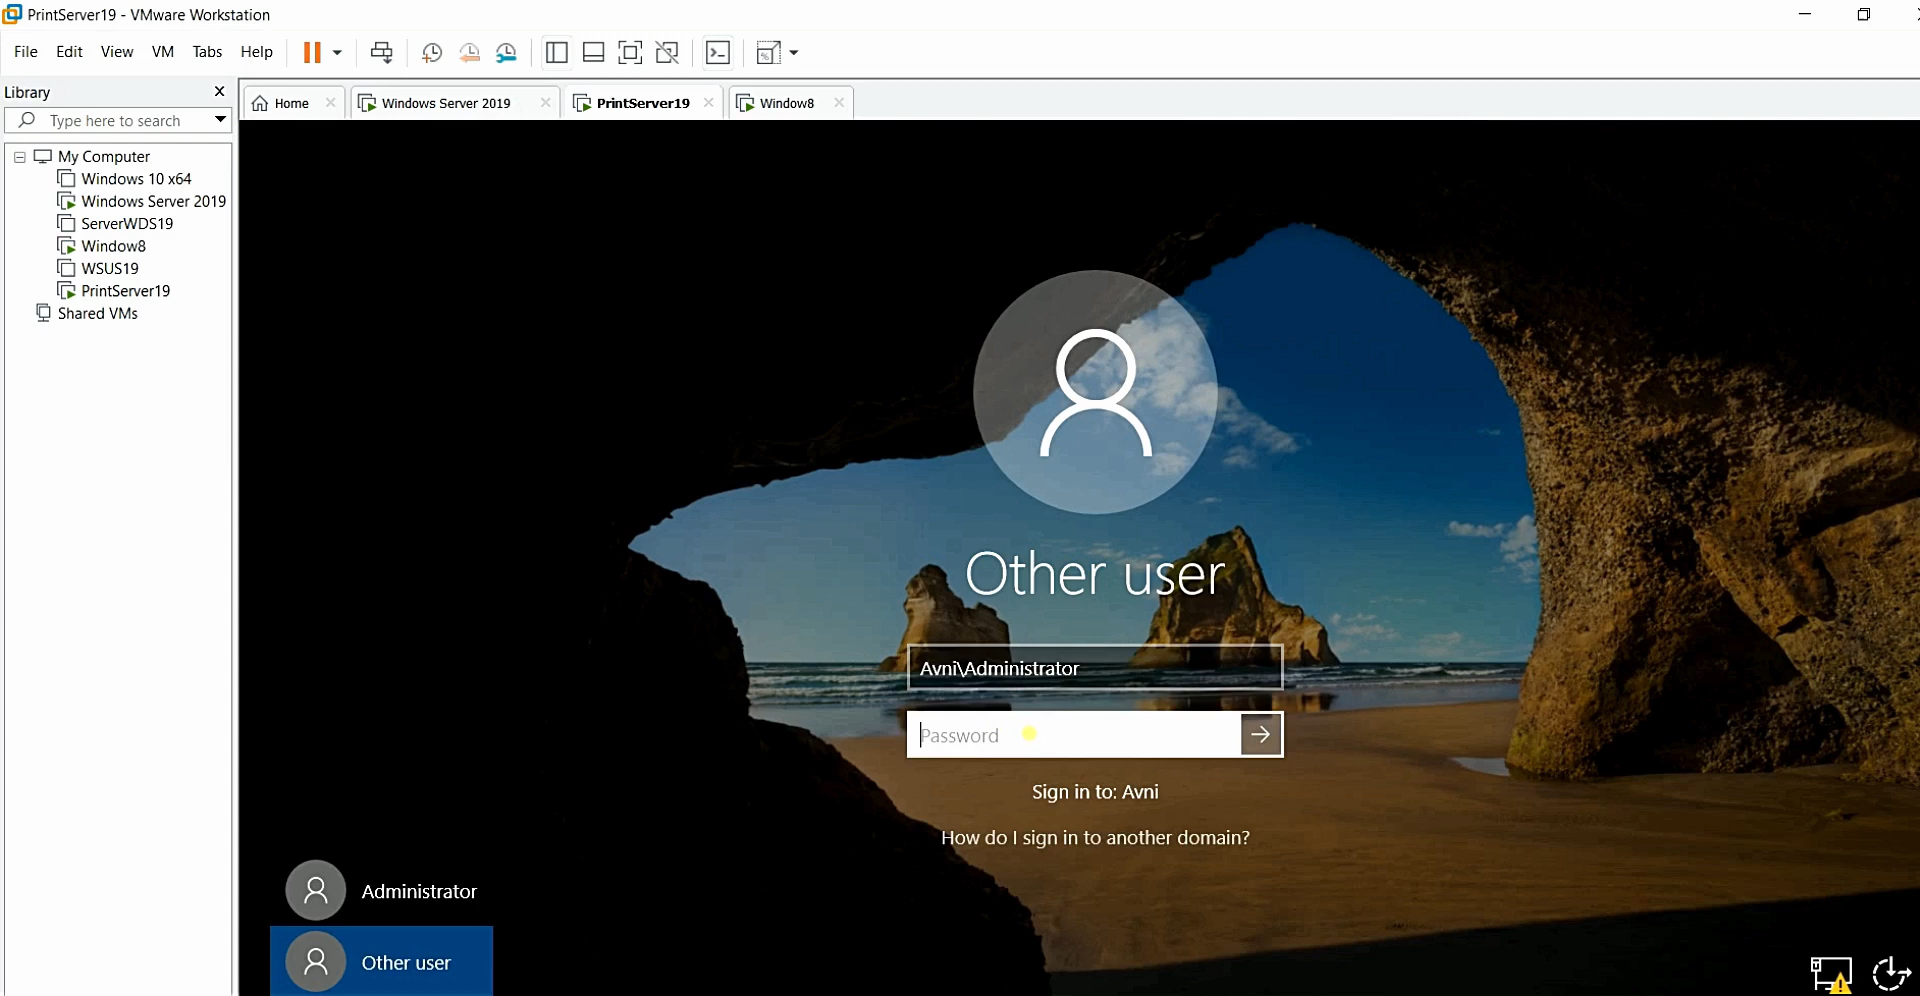 PrintServer19 - VMware Workstation
File Edit View VM Tabs Help
Library
Type here to search
Home
Windows Server 2019
PrintServer19
Window8
My Computer
Windows 10 x64
Windows Server 2019
ServerWDS19
Window8
WSUS19
PrintServer19
Shared VMs
Other user
Avni\Administrator
Password
Sign in to: Avni
How do I sign in to another domain?
Administrator
Other user